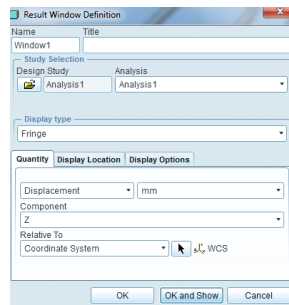 Result Window Definition
Name Title
Window1
Study Selection
Design Study Analysis
Analysis1 Analysis1
Display type
Fringe
Quantity Display Location Display Options
Displacement mm
Component
Z
Relative To
Coordinate System WCS
OK OK and Show Cancel